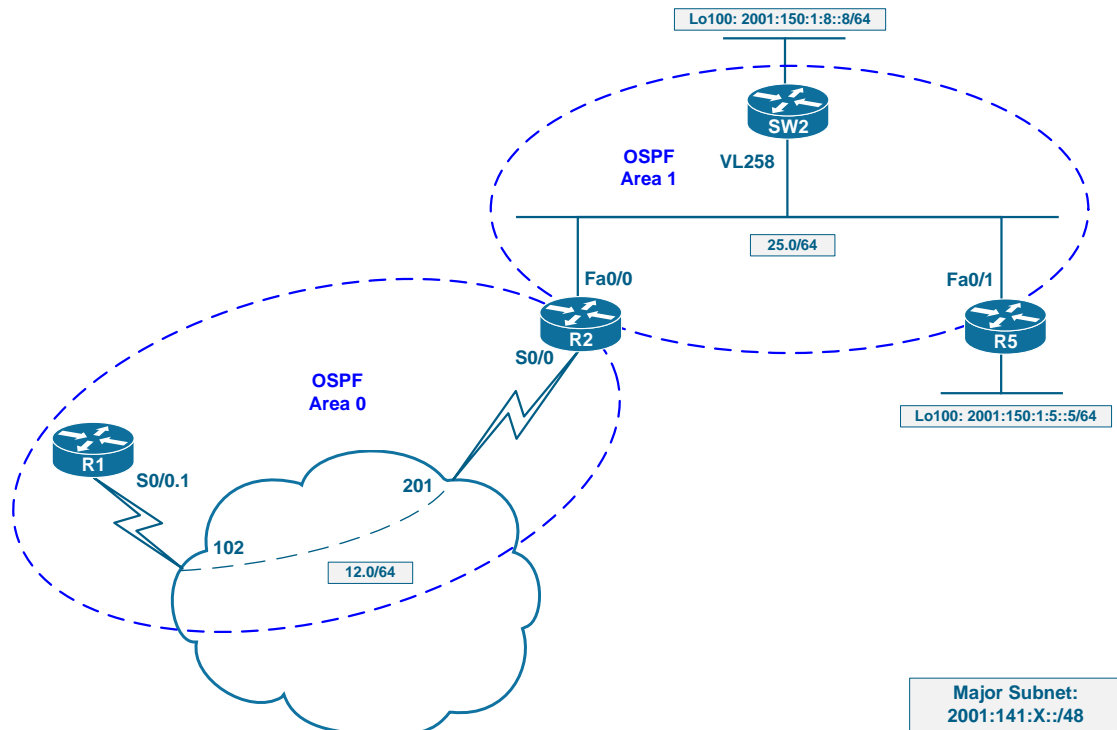 Lo100: 2001:150:1:8::8/64
SW2
OSPF
Area 1
VL258
25.0/64
Fa0/0
Fa0/1
R2
R5
S0/0
OSPF
Area 0
Lo100: 2001:150:1:5::5/64
R1
S0/0.1
201
102
12.0/64
Major Subnet:
2001:141:X::/48